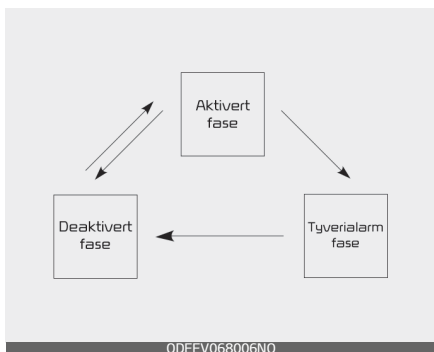 Aktivert
fase
Deaktivert
fase
Tyverialarm
fase
ODEEV068006NO